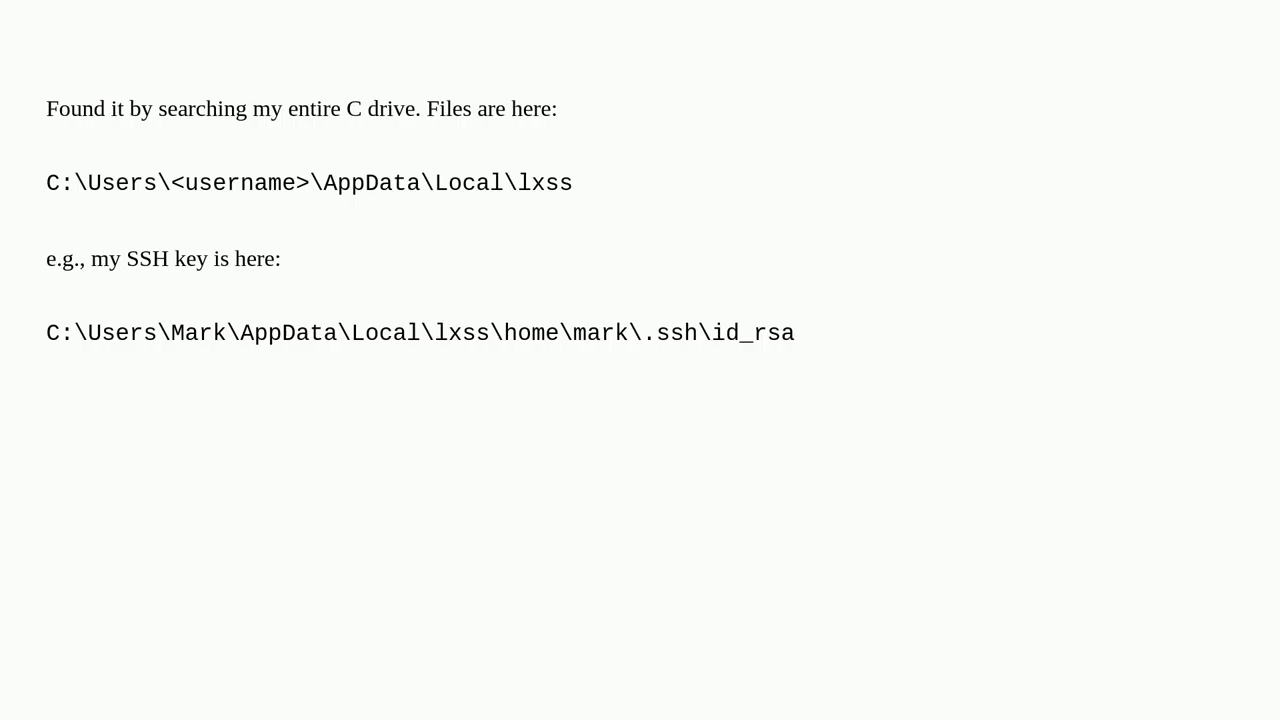 Found it by searching my entire C drive. Files are here:
C:\Users\<username>\AppData\Local\lxss
e.g., my SSH key is here:
C:\Users\Mark\AppData\Local\lxss\home\mark\.ssh\id_rsa